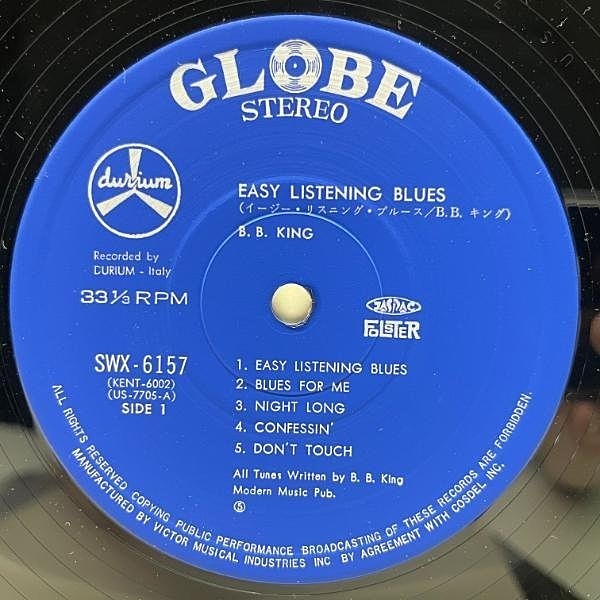 GLOBE
STEREO
durium
EASY LISTENING BLUES
(イージー・リスニング・ブルース/B.B. キング)
B. B. KING
Recorded by
DURIUM - Italy
33 1/3 RPM
JASRAC
FOLSTER
SWX-6157
(KENT-6002)
(US-7705-A)
SIDE 1
1. EASY LISTENING BLUES
2. BLUES FOR ME
3. NIGHT LONG
4. CONFESSIN'
5. DON'T TOUCH
All Tunes Written by B. B. King
Modern Music Pub.
Ⓢ
ALL RIGHTS RESERVED COPYING PUBLIC PERFORMANCE BROADCASTING OF THESE RECORDS ARE FORBIDDEN.
MANUFACTURED BY VICTOR MUSICAL INDUSTRIES INC BY AGREEMENT WITH COSDEL INC.